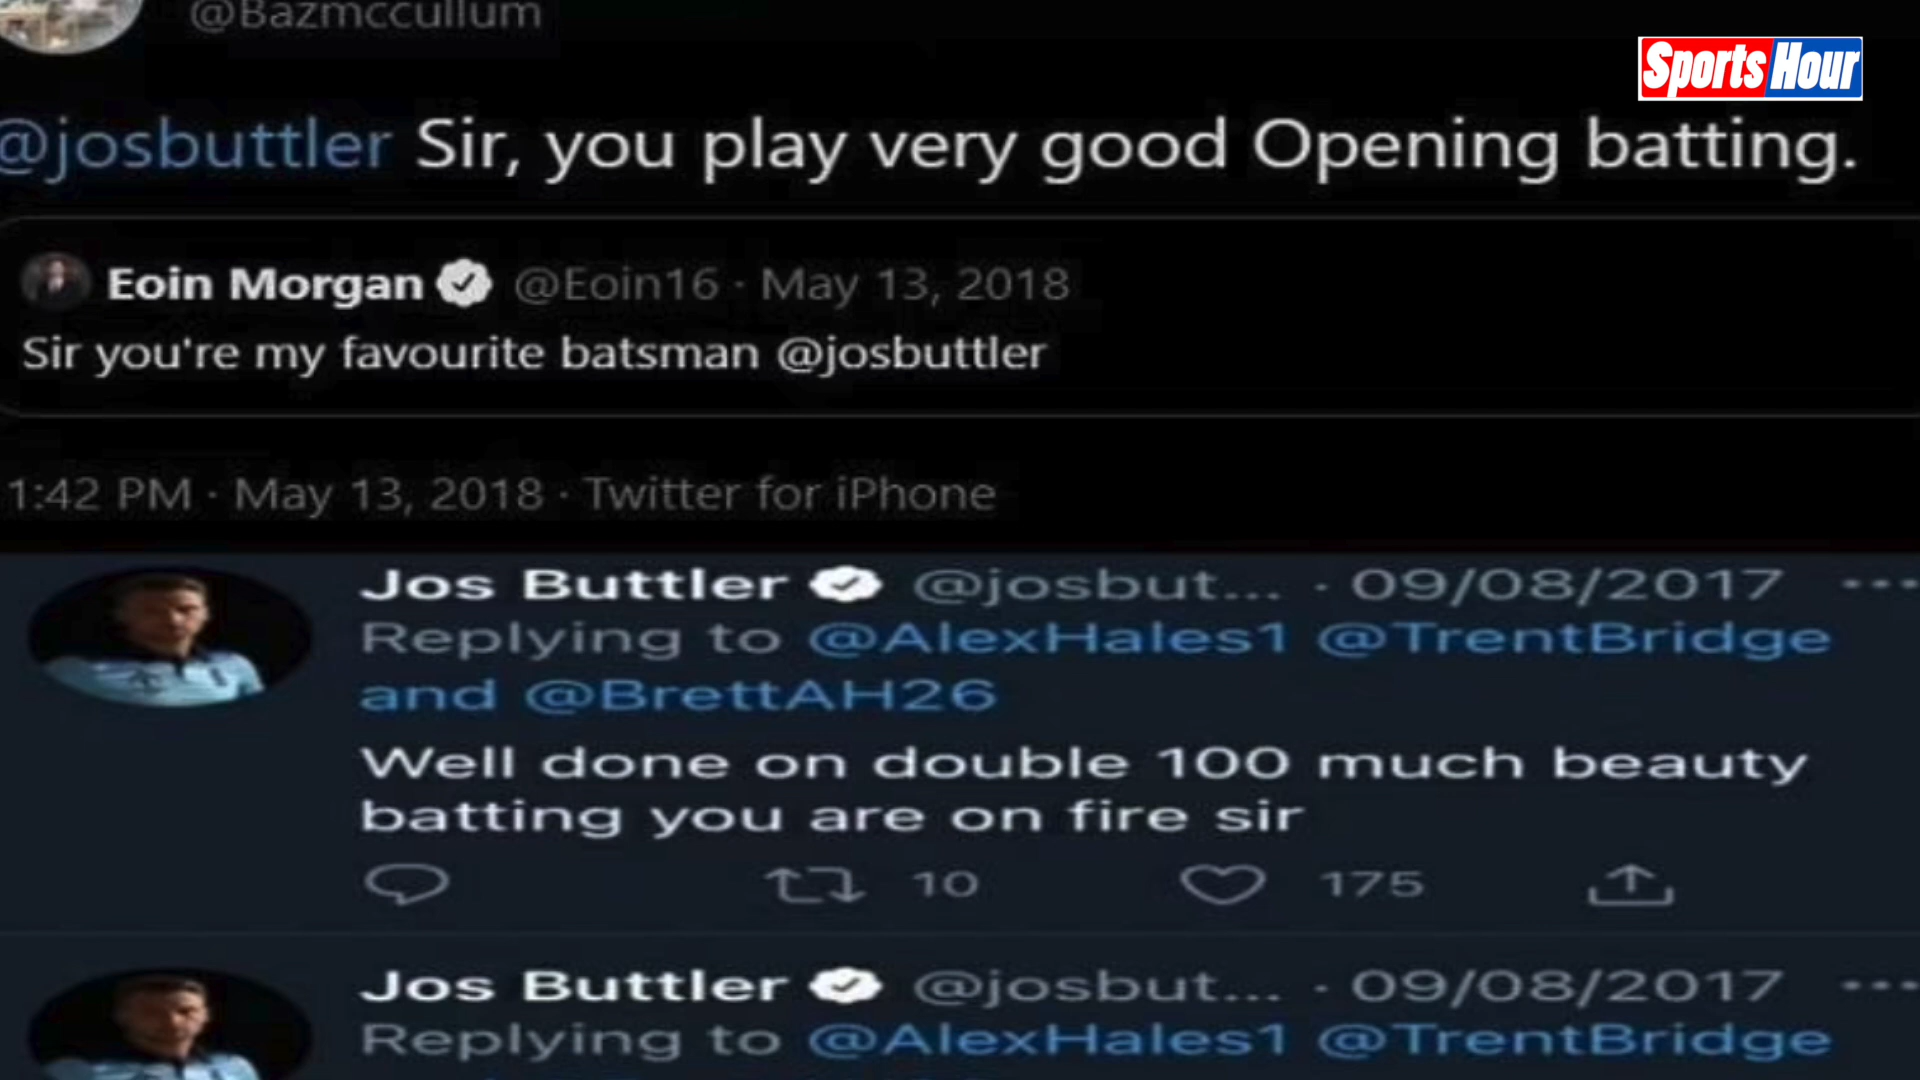 @Bazmccullum
SportsHour
@josbuttler Sir, you play very good Opening batting.
Eoin Morgan @Eoin16 · May 13, 2018
Sir you're my favourite batsman @josbuttler
1:42 PM · May 13, 2018 · Twitter for iPhone
Jos Buttler @josbut... · 09/08/2017 ...
Replying to @AlexHales1 @TrentBridge
and @BrettAH26
Well done on double 100 much beauty
batting you are on fire sir
10 175
Jos Buttler @josbut... · 09/08/2017 ...
Replying to @AlexHales1 @TrentBridge